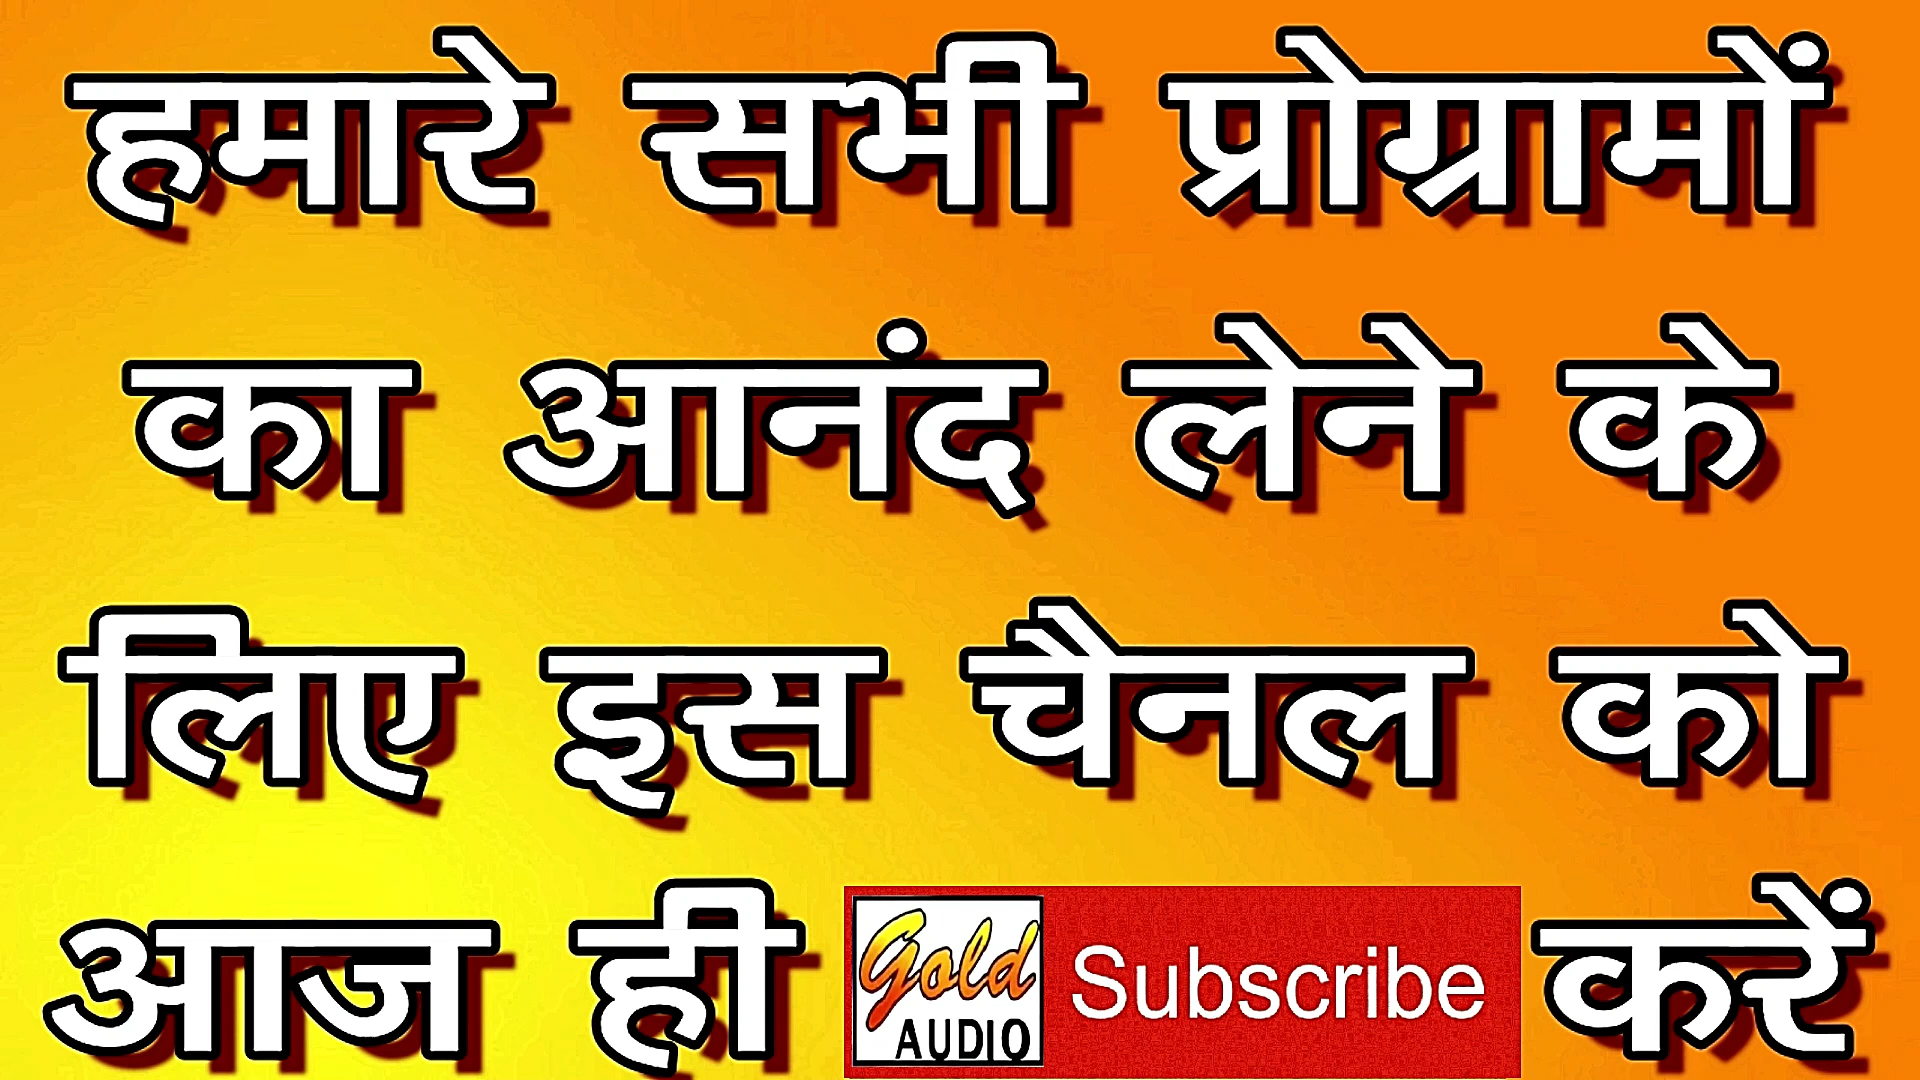 हमारे सभी प्रोग्रामों
का आनंद लेने के
लिए इस चैनल को
आज ही Gold AUDIO Subscribe करें